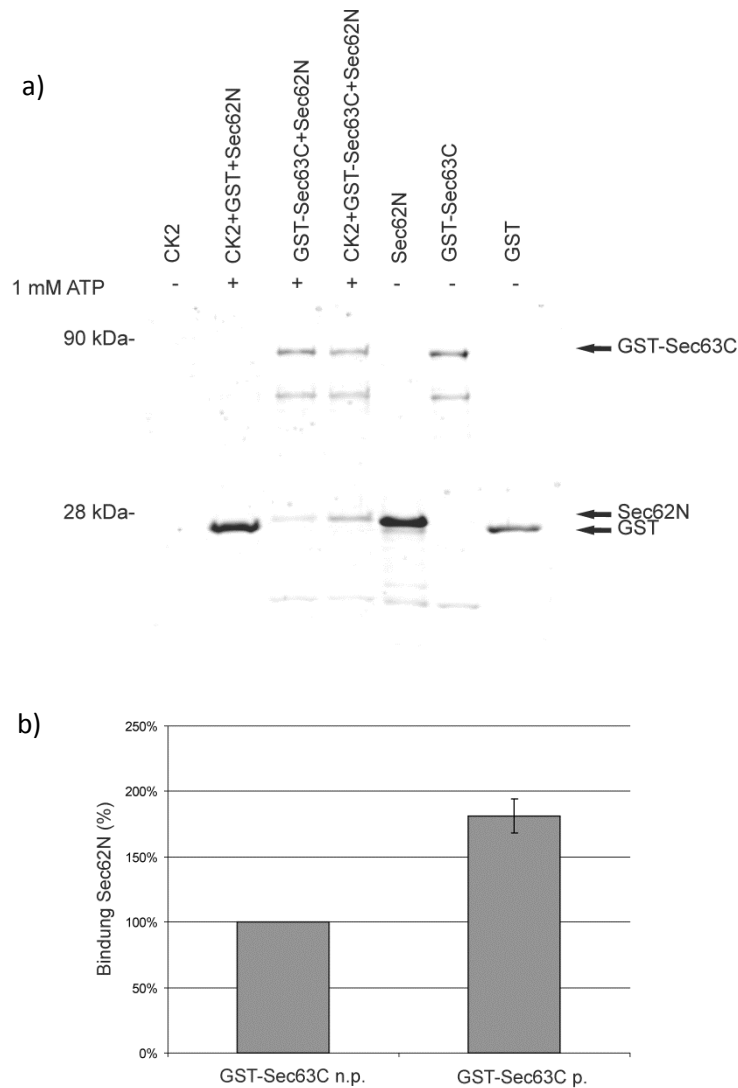 a)
CK2
CK2+GST+Sec62N
GST-Sec63C+Sec62N
CK2+GST-Sec63C+Sec62N
Sec62N
GST-Sec63C
GST
1 mM ATP - + + + - - -
90 kDa-
GST-Sec63C
28 kDa-
Sec62N
GST
b)
Bindung Sec62N (%)
250%
200%
150%
100%
50%
0%
GST-Sec63C n.p.
GST-Sec63C p.